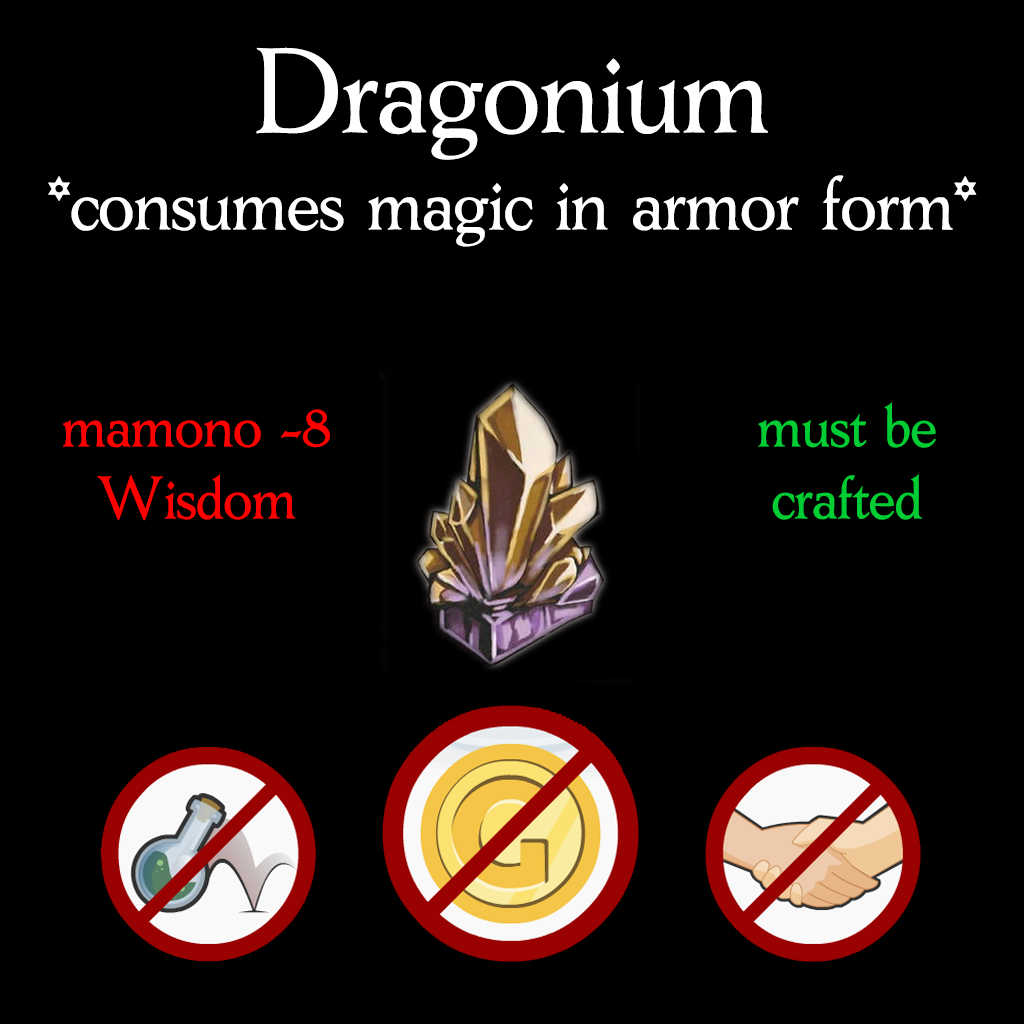 Dragonium
*consumes magic in armor form*
mamono -8
Wisdom
must be
crafted
G